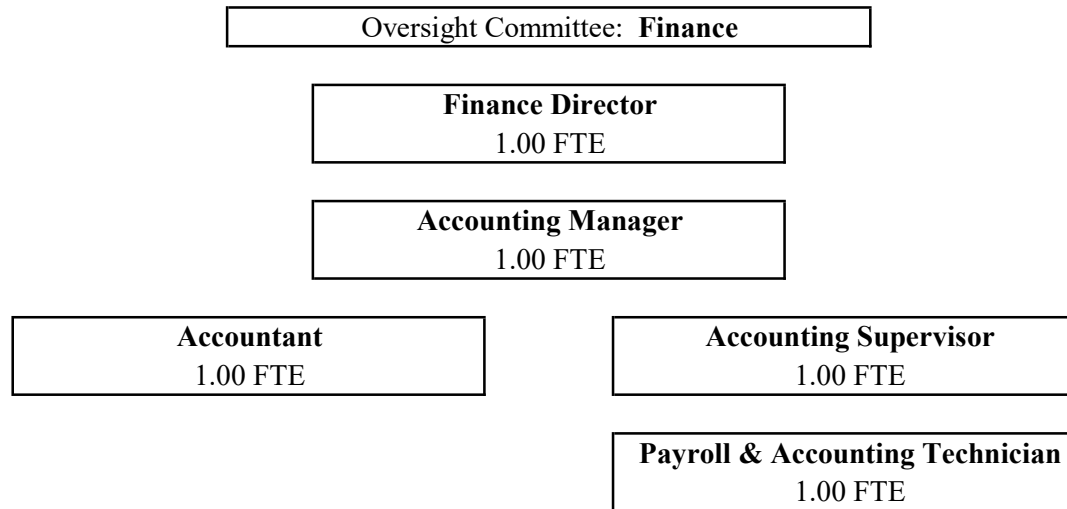 Oversight Committee: Finance
Finance Director
1.00 FTE
Accounting Manager
1.00 FTE
Accountant
1.00 FTE
Accounting Supervisor
1.00 FTE
Payroll & Accounting Technician
1.00 FTE